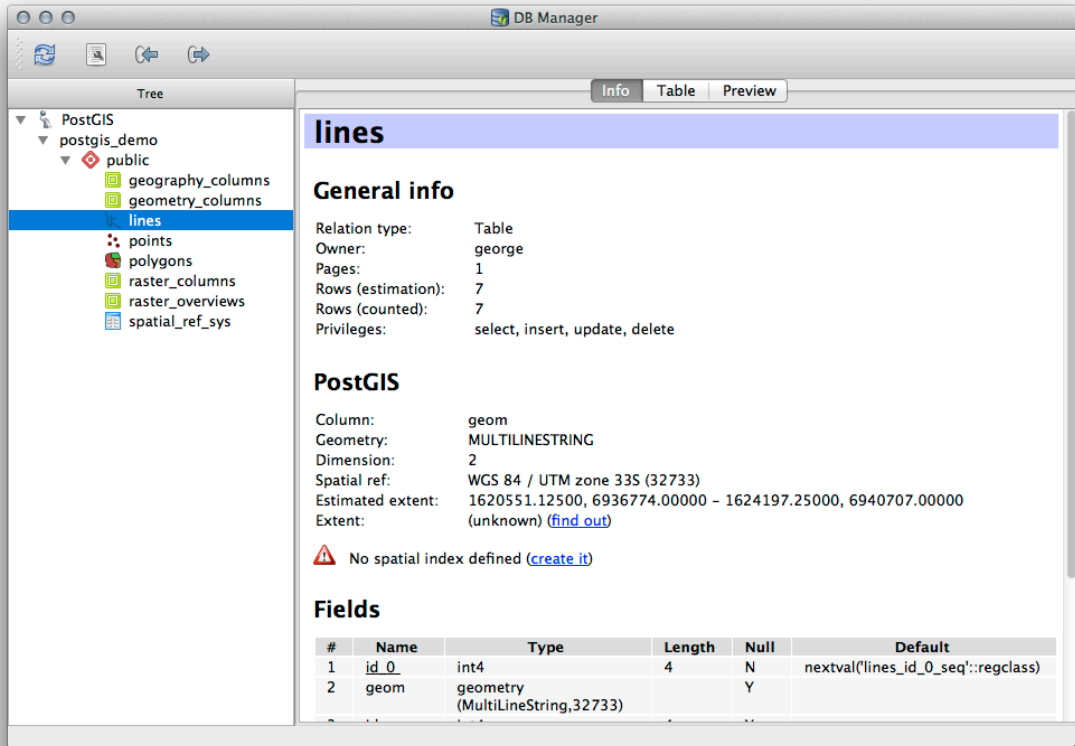 DB Manager
Tree
Info Table Preview
PostGIS
postgis_demo
public
geography_columns
geometry_columns
lines
points
polygons
raster_columns
raster_overviews
spatial_ref_sys
lines
General info
Relation type: Table
Owner: george
Pages: 1
Rows (estimation): 7
Rows (counted): 7
Privileges: select, insert, update, delete
PostGIS
Column: geom
Geometry: MULTILINESTRING
Dimension: 2
Spatial ref: WGS 84 / UTM zone 33S (32733)
Estimated extent: 1620551.12500, 6936774.00000 – 1624197.25000, 6940707.00000
Extent: (unknown) (find out)
No spatial index defined (create it)
Fields
# Name Type Length Null Default
1 id_0 int4 4 N nextval('lines_id_0_seq'::regclass)
2 geom geometry Y
(MultiLineString,32733)